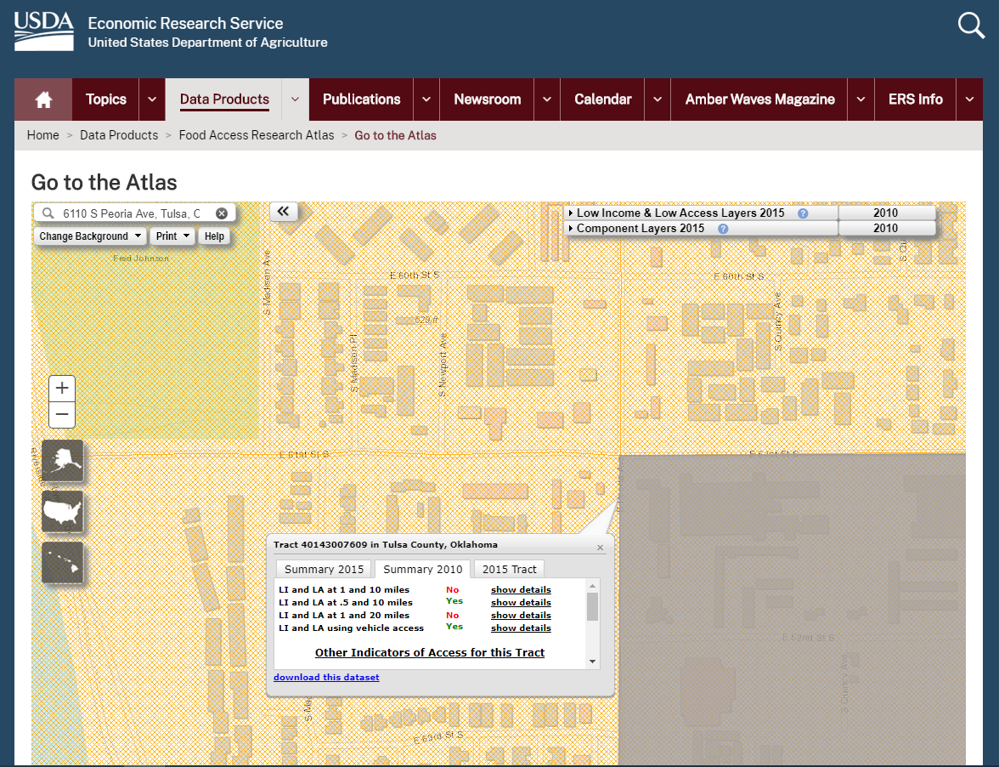 USDA
Economic Research Service
United States Department of Agriculture
Topics
Data Products
Publications
Newsroom
Calendar
Amber Waves Magazine
ERS Info
Home > Data Products > Food Access Research Atlas > Go to the Atlas
Go to the Atlas
6110 S Peoria Ave, Tulsa, O
Low Income & Low Access Layers 2015 ? 2010
Change Background Print Help
Component Layers 2015 ? 2010
Fred Johnson
S Madison Ave
E 60th St S
E 60th St S
629 ft
S Quincy Ave
S Madison Pl
S Newport Ave
+
−
E 61st St S
E 61st St S
Tract 40143007609 in Tulsa County, Oklahoma x
Summary 2015 Summary 2010 2015 Tract
LI and LA at 1 and 10 miles No show details
LI and LA at .5 and 10 miles Yes show details
LI and LA at 1 and 20 miles No show details
LI and LA using vehicle access Yes show details
Other Indicators of Access for this Tract
download this dataset
E 62nd St S
S Quincy Ave
E 63rd St S